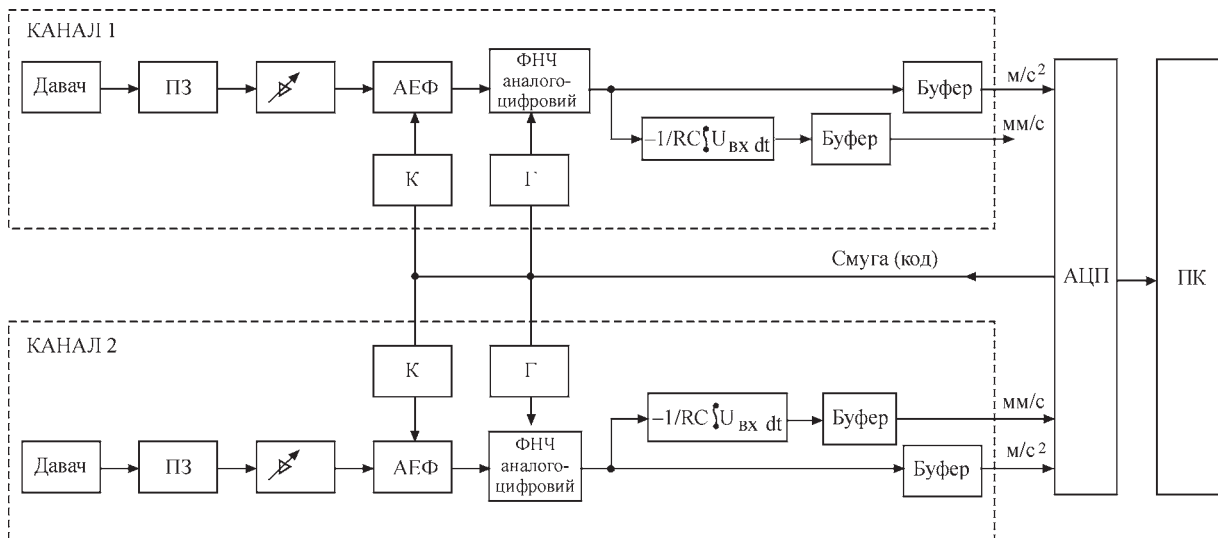 КАНАЛ 1
Давач
ПЗ
АЕФ
ФНЧ
аналого-
цифровий
Буфер
м/с²
−1/RC∫U вх dt
Буфер
мм/с
К
Г
Смуга (код)
АЦП
ПК
КАНАЛ 2
К
Г
−1/RC∫U вх dt
Буфер
мм/с
Давач
ПЗ
АЕФ
ФНЧ
аналого-
цифровий
Буфер
м/с²